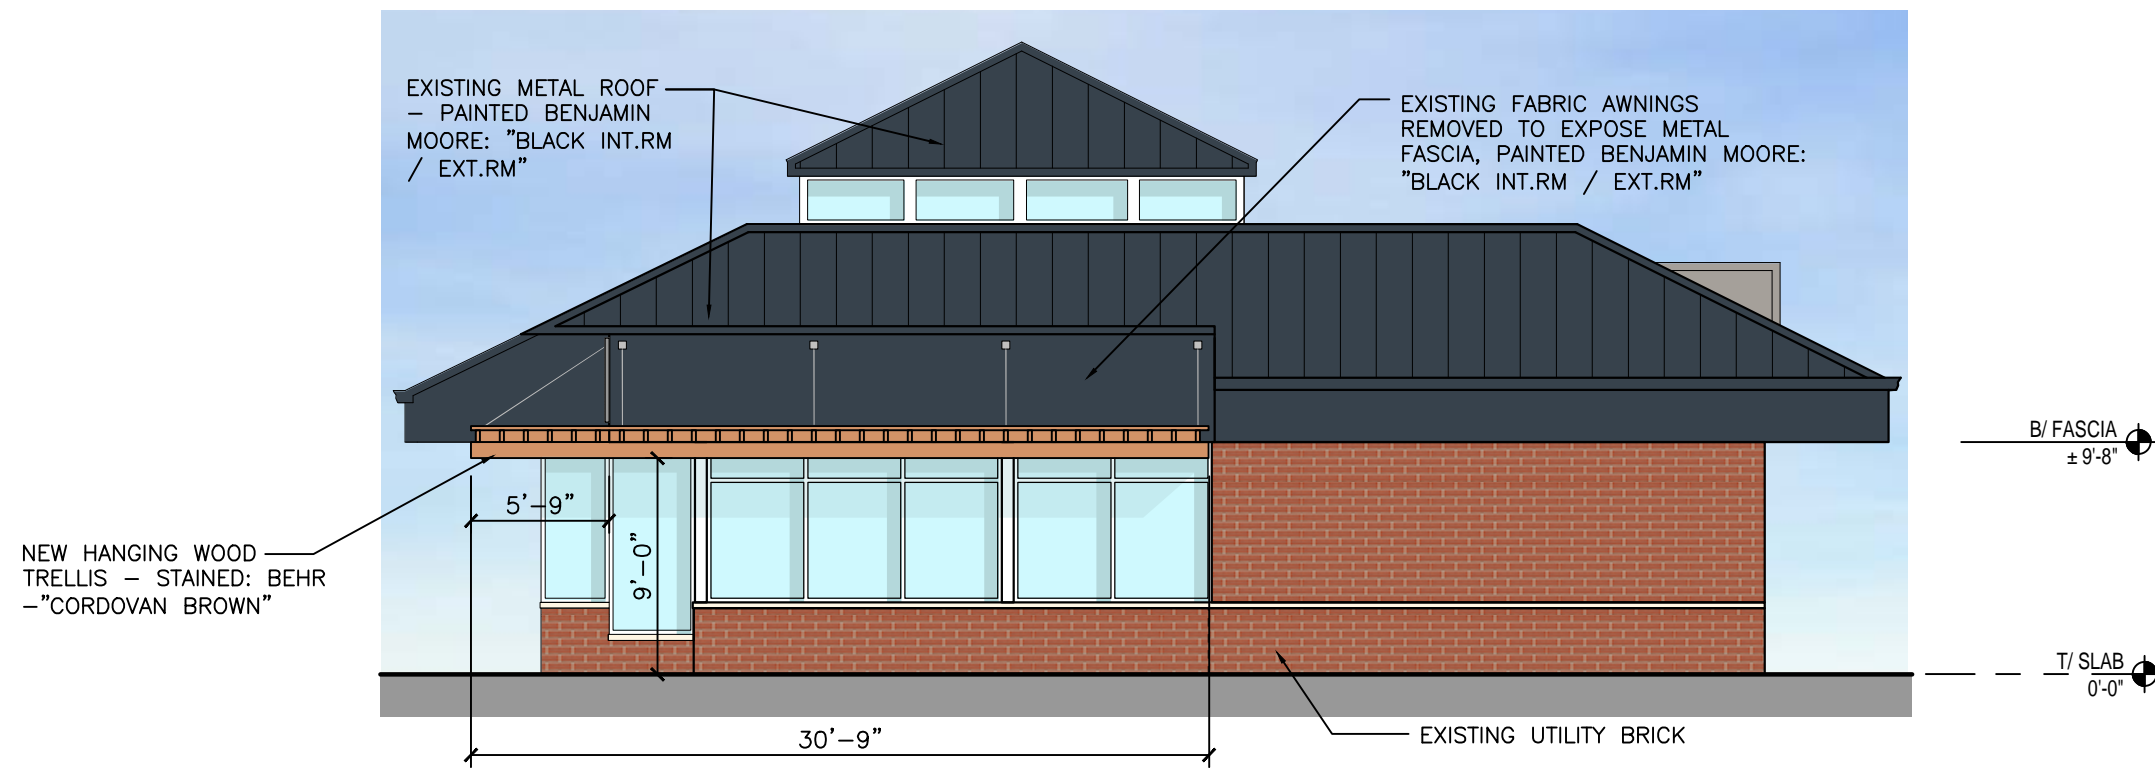 EXISTING METAL ROOF
– PAINTED BENJAMIN
MOORE: "BLACK INT.RM
/ EXT.RM"
EXISTING FABRIC AWNINGS
REMOVED TO EXPOSE METAL
FASCIA, PAINTED BENJAMIN MOORE:
"BLACK INT.RM / EXT.RM"
B/ FASCIA
± 9'-8"
5'-9"
9'-0"
NEW HANGING WOOD
TRELLIS – STAINED: BEHR
–"CORDOVAN BROWN"
T/ SLAB
0'-0"
30'-9"
EXISTING UTILITY BRICK